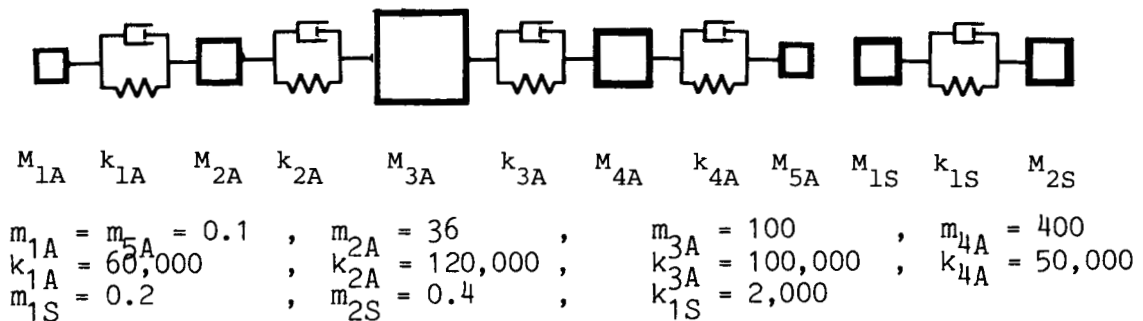 M1A k1A M2A k2A M3A k3A M4A k4A M5A M1S k1S M2S
m1A = m5A = 0.1 , m2A = 36 , m3A = 100 , m4A = 400
k1A = 60,000 , k2A = 120,000 , k3A = 100,000 , k4A = 50,000
m1S = 0.2 , m2S = 0.4 , k1S = 2,000